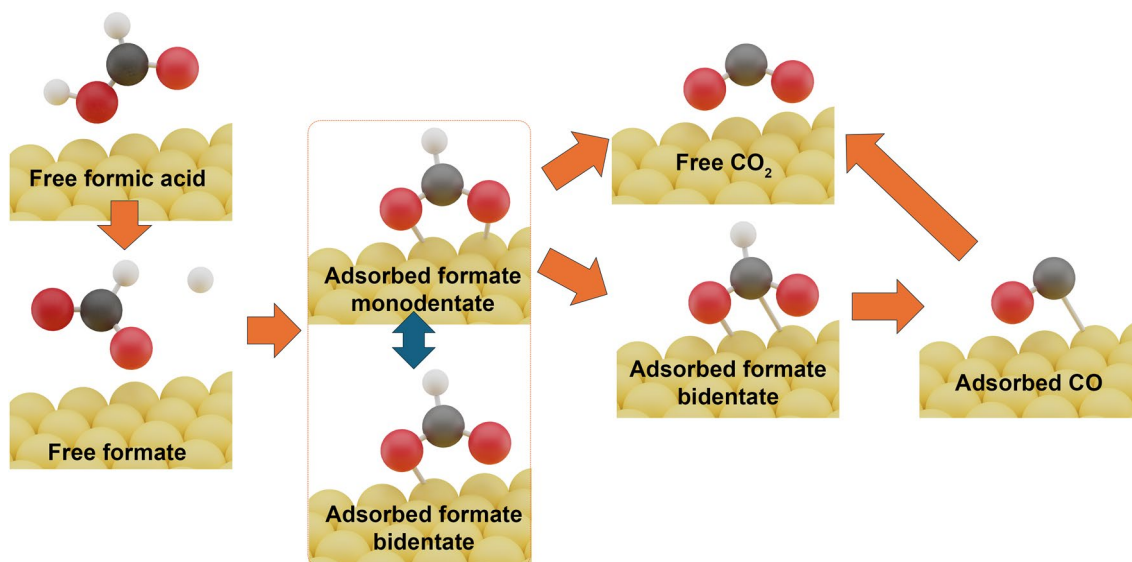 Free formic acid
Free formate
Adsorbed formate
monodentate
Adsorbed formate
bidentate
Free CO₂
Adsorbed formate
bidentate
Adsorbed CO